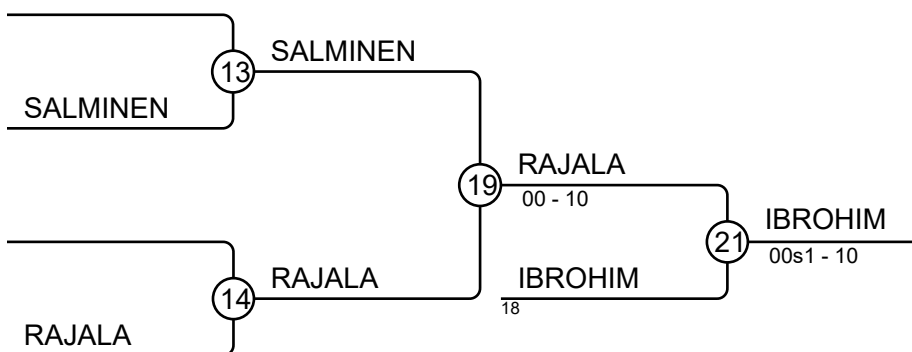 SALMINEN
13
SALMINEN
RAJALA
19
00 - 10
IBROHIM
21
00s1 - 10
RAJALA
14
IBROHIM
18
RAJALA